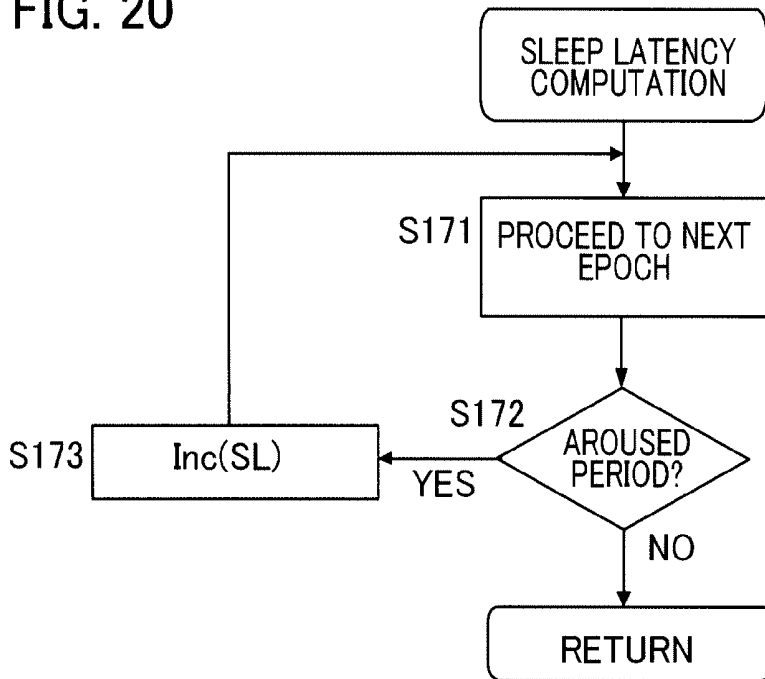 FIG. 20
SLEEP LATENCY
COMPUTATION
S171
PROCEED TO NEXT
EPOCH
S172
AROUSED
PERIOD?
S173
Inc(SL)
YES
NO
RETURN